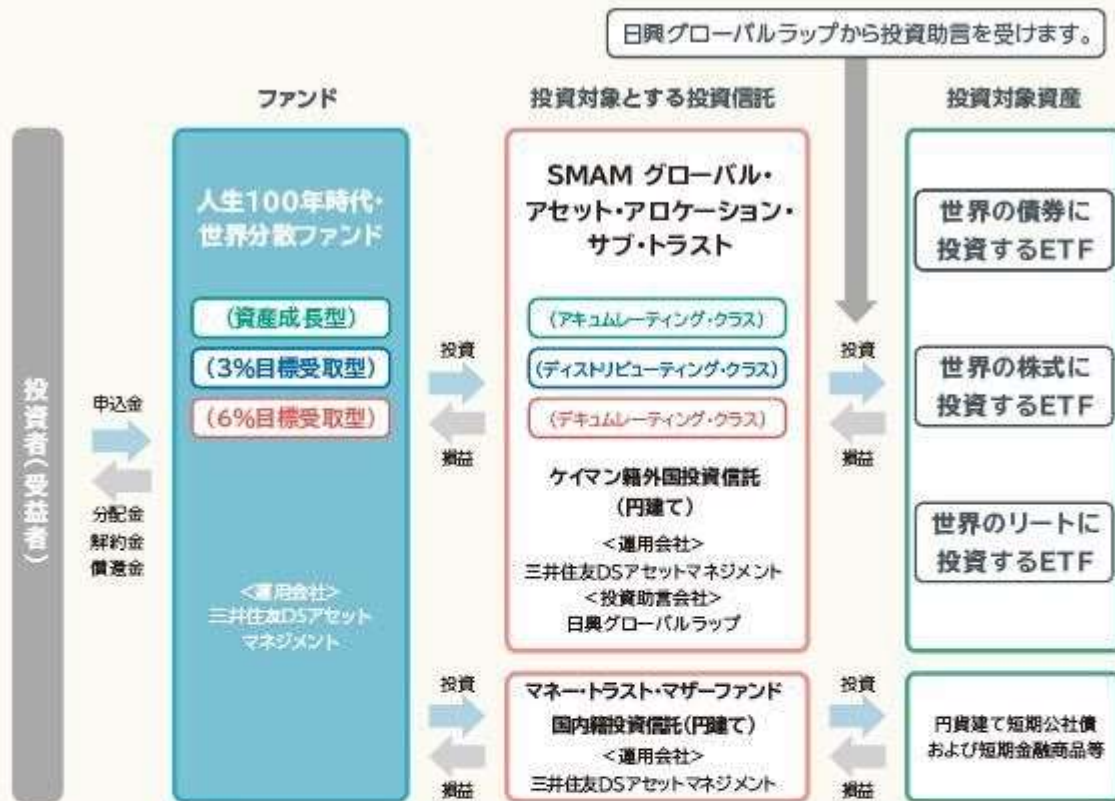 日興グローバルラップから投資助言を受けます。
ファンド
投資対象とする投資信託
投資対象資産
投資者(受益者)
申込金
分配金
解約金
償還金
人生100年時代・
世界分散ファンド
(資産成長型)
(3%目標受取型)
(6%目標受取型)
<運用会社>
三井住友DSアセット
マネジメント
投資
損益
SMAM グローバル・
アセット・アロケーション・
サブ・トラスト
(アキュムレーティング・クラス)
(ディストリビューティング・クラス)
(デキュムレーティング・クラス)
ケイマン籍外国投資信託
(円建て)
<運用会社>
三井住友DSアセットマネジメント
<投資助言会社>
日興グローバルラップ
投資
損益
世界の債券に
投資するETF
世界の株式に
投資するETF
世界のリートに
投資するETF
投資
損益
マネー・トラスト・マザーファンド
国内籍投資信託(円建て)
<運用会社>
三井住友DSアセットマネジメント
投資
損益
円貨建て短期公社債
および短期金融商品等